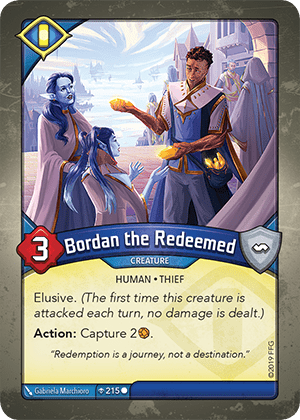 3
Bordan the Redeemed
CREATURE
HUMAN • THIEF
Elusive. (The first time this creature is
attacked each turn, no damage is dealt.)
Action: Capture 2.
"Redemption is a journey, not a destination."
Gabriela Marchioro
215
©2019 FFG